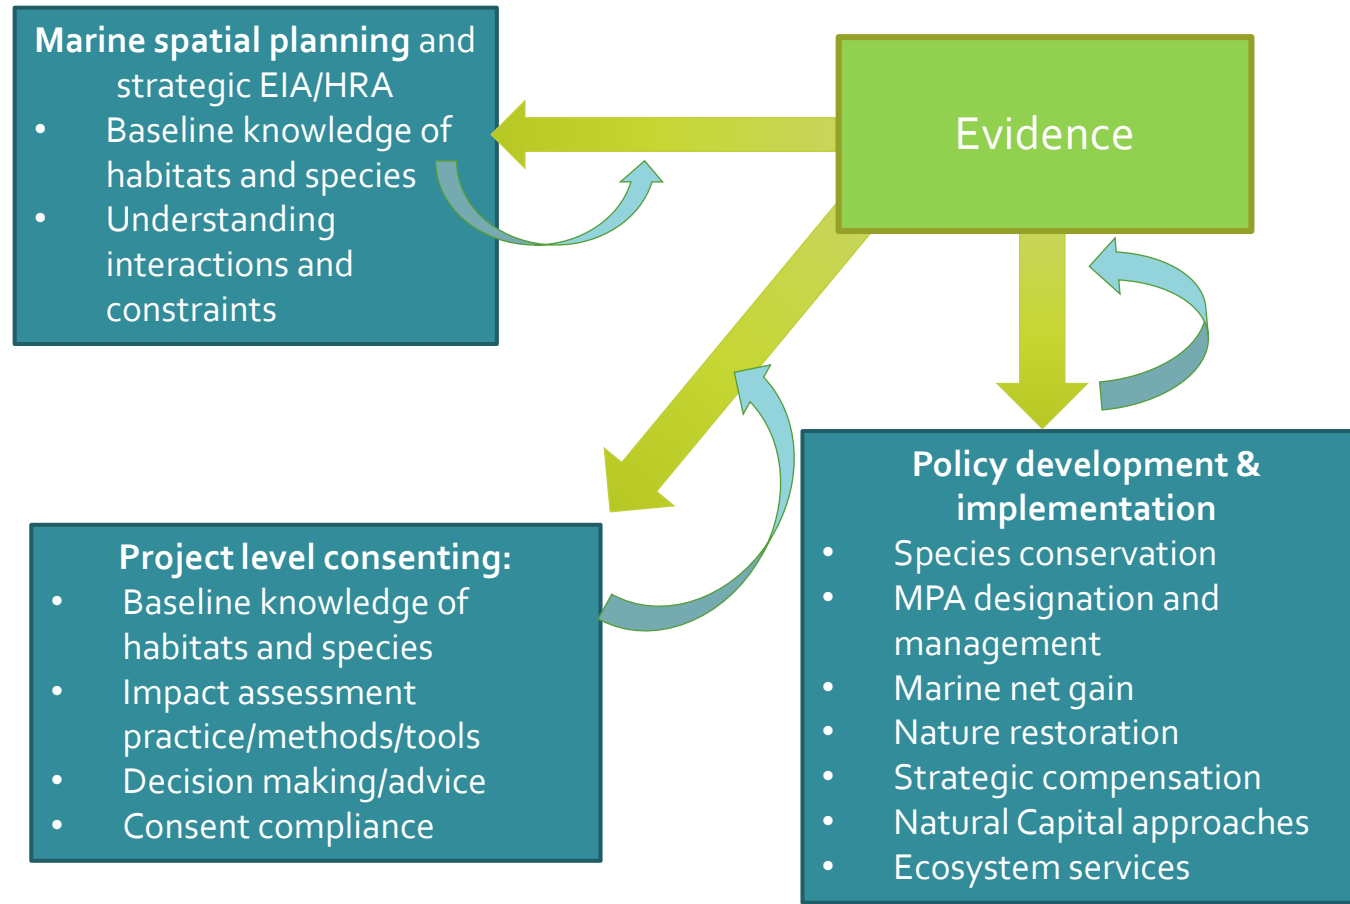 Marine spatial planning and
strategic EIA/HRA
• Baseline knowledge of
habitats and species
• Understanding
interactions and
constraints
Evidence
Project level consenting:
• Baseline knowledge of
habitats and species
• Impact assessment
practice/methods/tools
• Decision making/advice
• Consent compliance
Policy development &
implementation
• Species conservation
• MPA designation and
management
• Marine net gain
• Nature restoration
• Strategic compensation
• Natural Capital approaches
• Ecosystem services